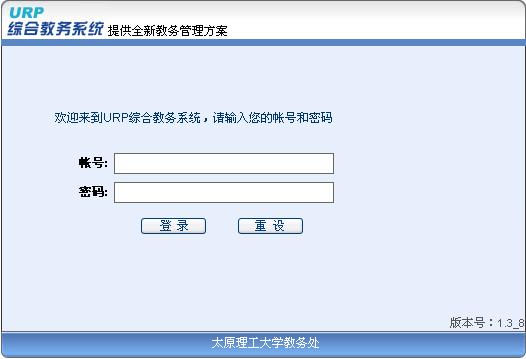 URP
综合教务系统 提供全新教务管理方案
欢迎来到URP综合教务系统，请输入您的帐号和密码
帐号:
密码:
登 录 重 设
版本号：1.3_8
太原理工大学教务处